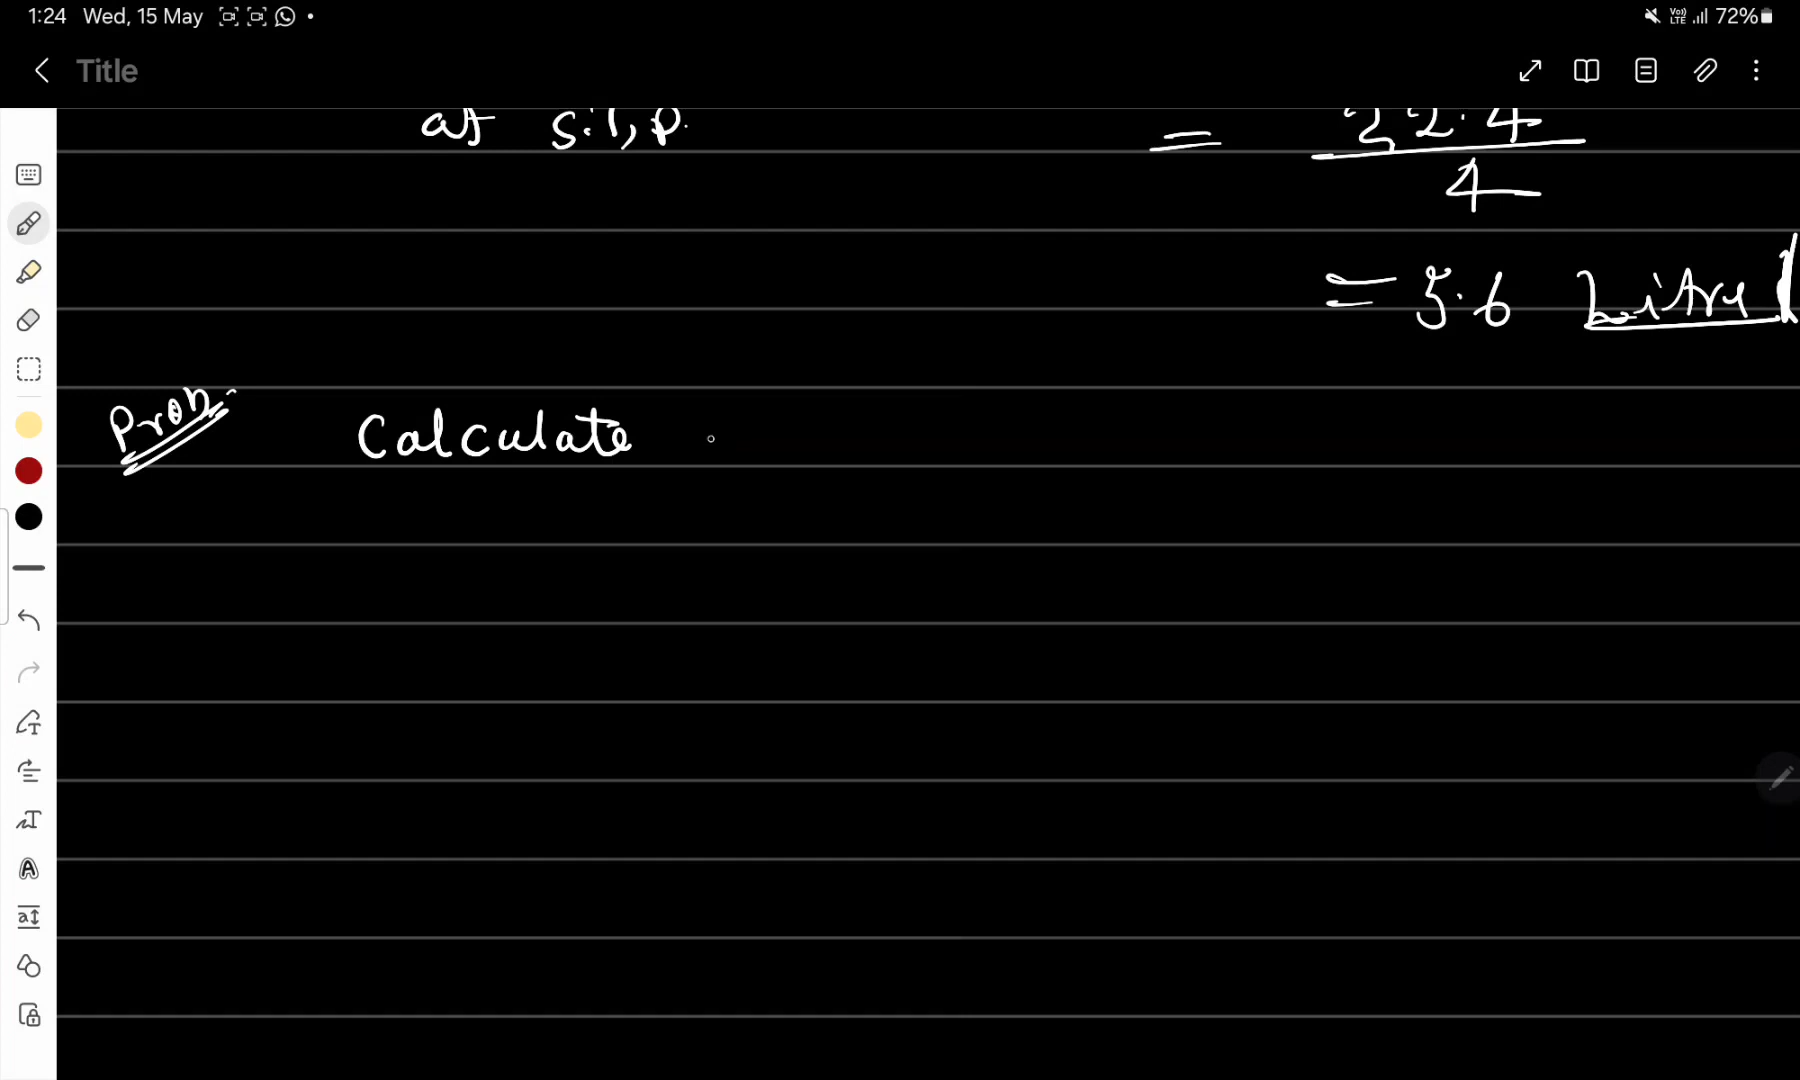 1:24 Wed, 15 May 72%
Title
at S.T.P.
= 22.4
4
= 5.6 Litre
Prob. Calculate